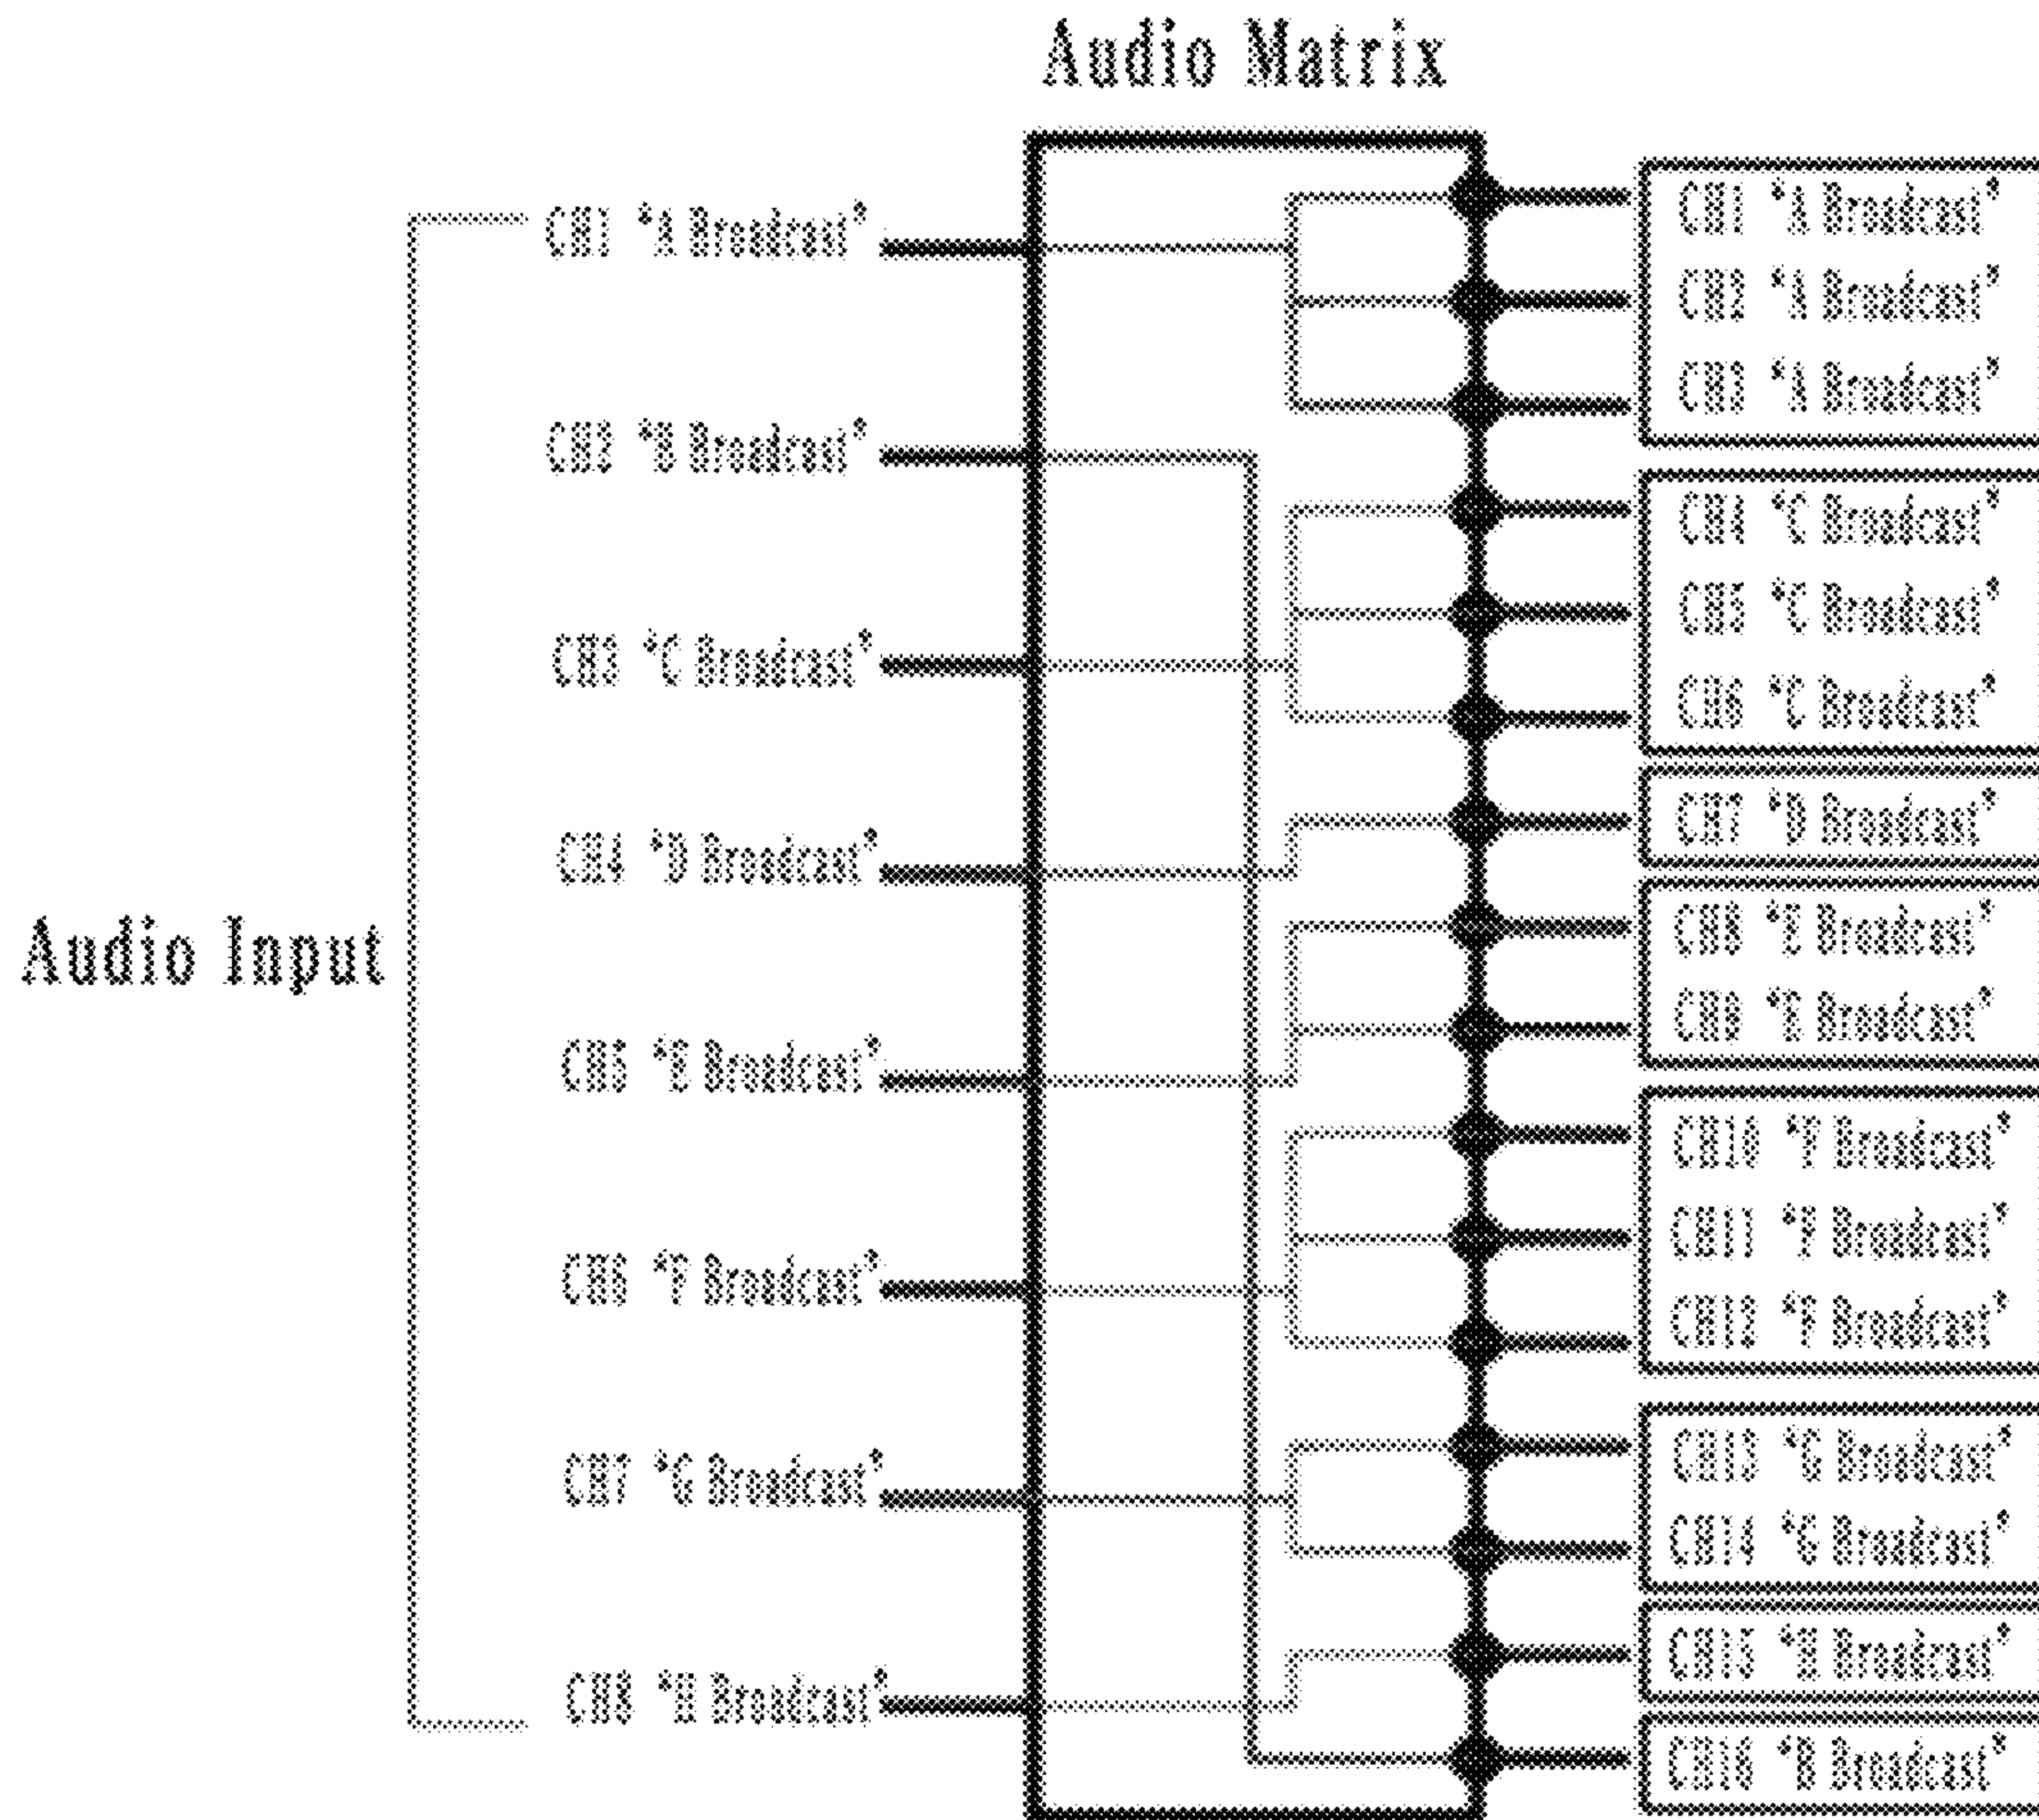 Audio Matrix
CH1 "A Broadcast"
CH2 "B Broadcast"
CH3 "C Broadcast"
CH4 "D Broadcast"
Audio Input
CH5 "E Broadcast"
CH6 "F Broadcast"
CH7 "G Broadcast"
CH8 "H Broadcast"
CH1 "A Broadcast"
CH2 "A Broadcast"
CH3 "A Broadcast"
CH4 "C Broadcast"
CH5 "C Broadcast"
CH6 "C Broadcast"
CH7 "D Broadcast"
CH8 "E Broadcast"
CH9 "E Broadcast"
CH10 "F Broadcast"
CH11 "F Broadcast"
CH12 "F Broadcast"
CH13 "G Broadcast"
CH14 "G Broadcast"
CH15 "H Broadcast"
CH16 "B Broadcast"